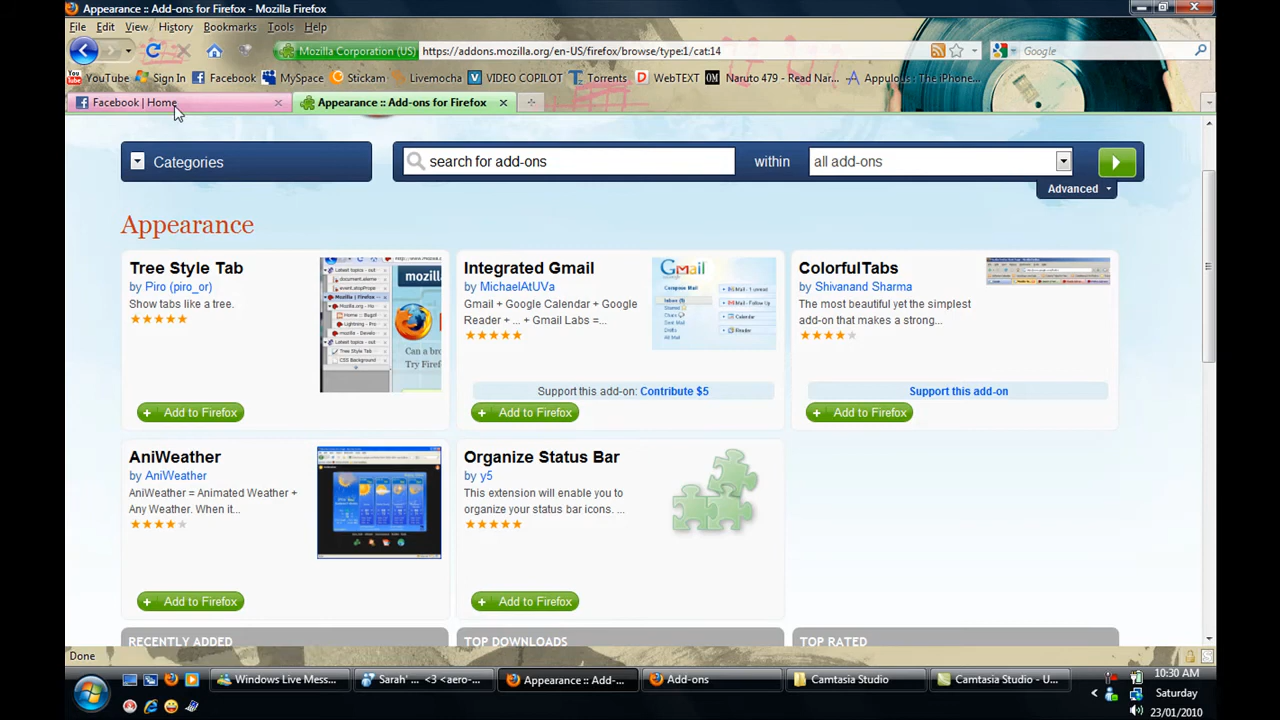 Appearance :: Add-ons for Firefox - Mozilla Firefox
File Edit View History Bookmarks Tools Help
Mozilla Corporation (US) https://addons.mozilla.org/en-US/firefox/browse/type:1/cat:14 Google
YouTube Sign In Facebook MySpace Stickam Livemocha VIDEO COPILOT Torrents WebTEXT Naruto 479 - Read Nar... Appulous : The iPhone...
Facebook | Home Appearance :: Add-ons for Firefox
Categories search for add-ons within all add-ons
Advanced
Appearance
Tree Style Tab
by Piro (piro_or)
Show tabs like a tree.
Add to Firefox
Integrated Gmail
by MichaelAtUVa
Gmail + Google Calendar + Google
Reader + ... + Gmail Labs =...
Support this add-on: Contribute $5
Add to Firefox
ColorfulTabs
by Shivanand Sharma
The most beautiful yet the simplest
add-on that makes a strong...
Support this add-on
Add to Firefox
AniWeather
by AniWeather
AniWeather = Animated Weather +
Any Weather. When it...
Add to Firefox
Organize Status Bar
by y5
This extension will enable you to
organize your status bar icons. ...
Add to Firefox
RECENTLY ADDED TOP DOWNLOADS TOP RATED
Done
Windows Live Mess... Sarah' ... <3 <aero-... Appearance :: Add-... Add-ons Camtasia Studio Camtasia Studio - U...
10:30 AM
Saturday
23/01/2010